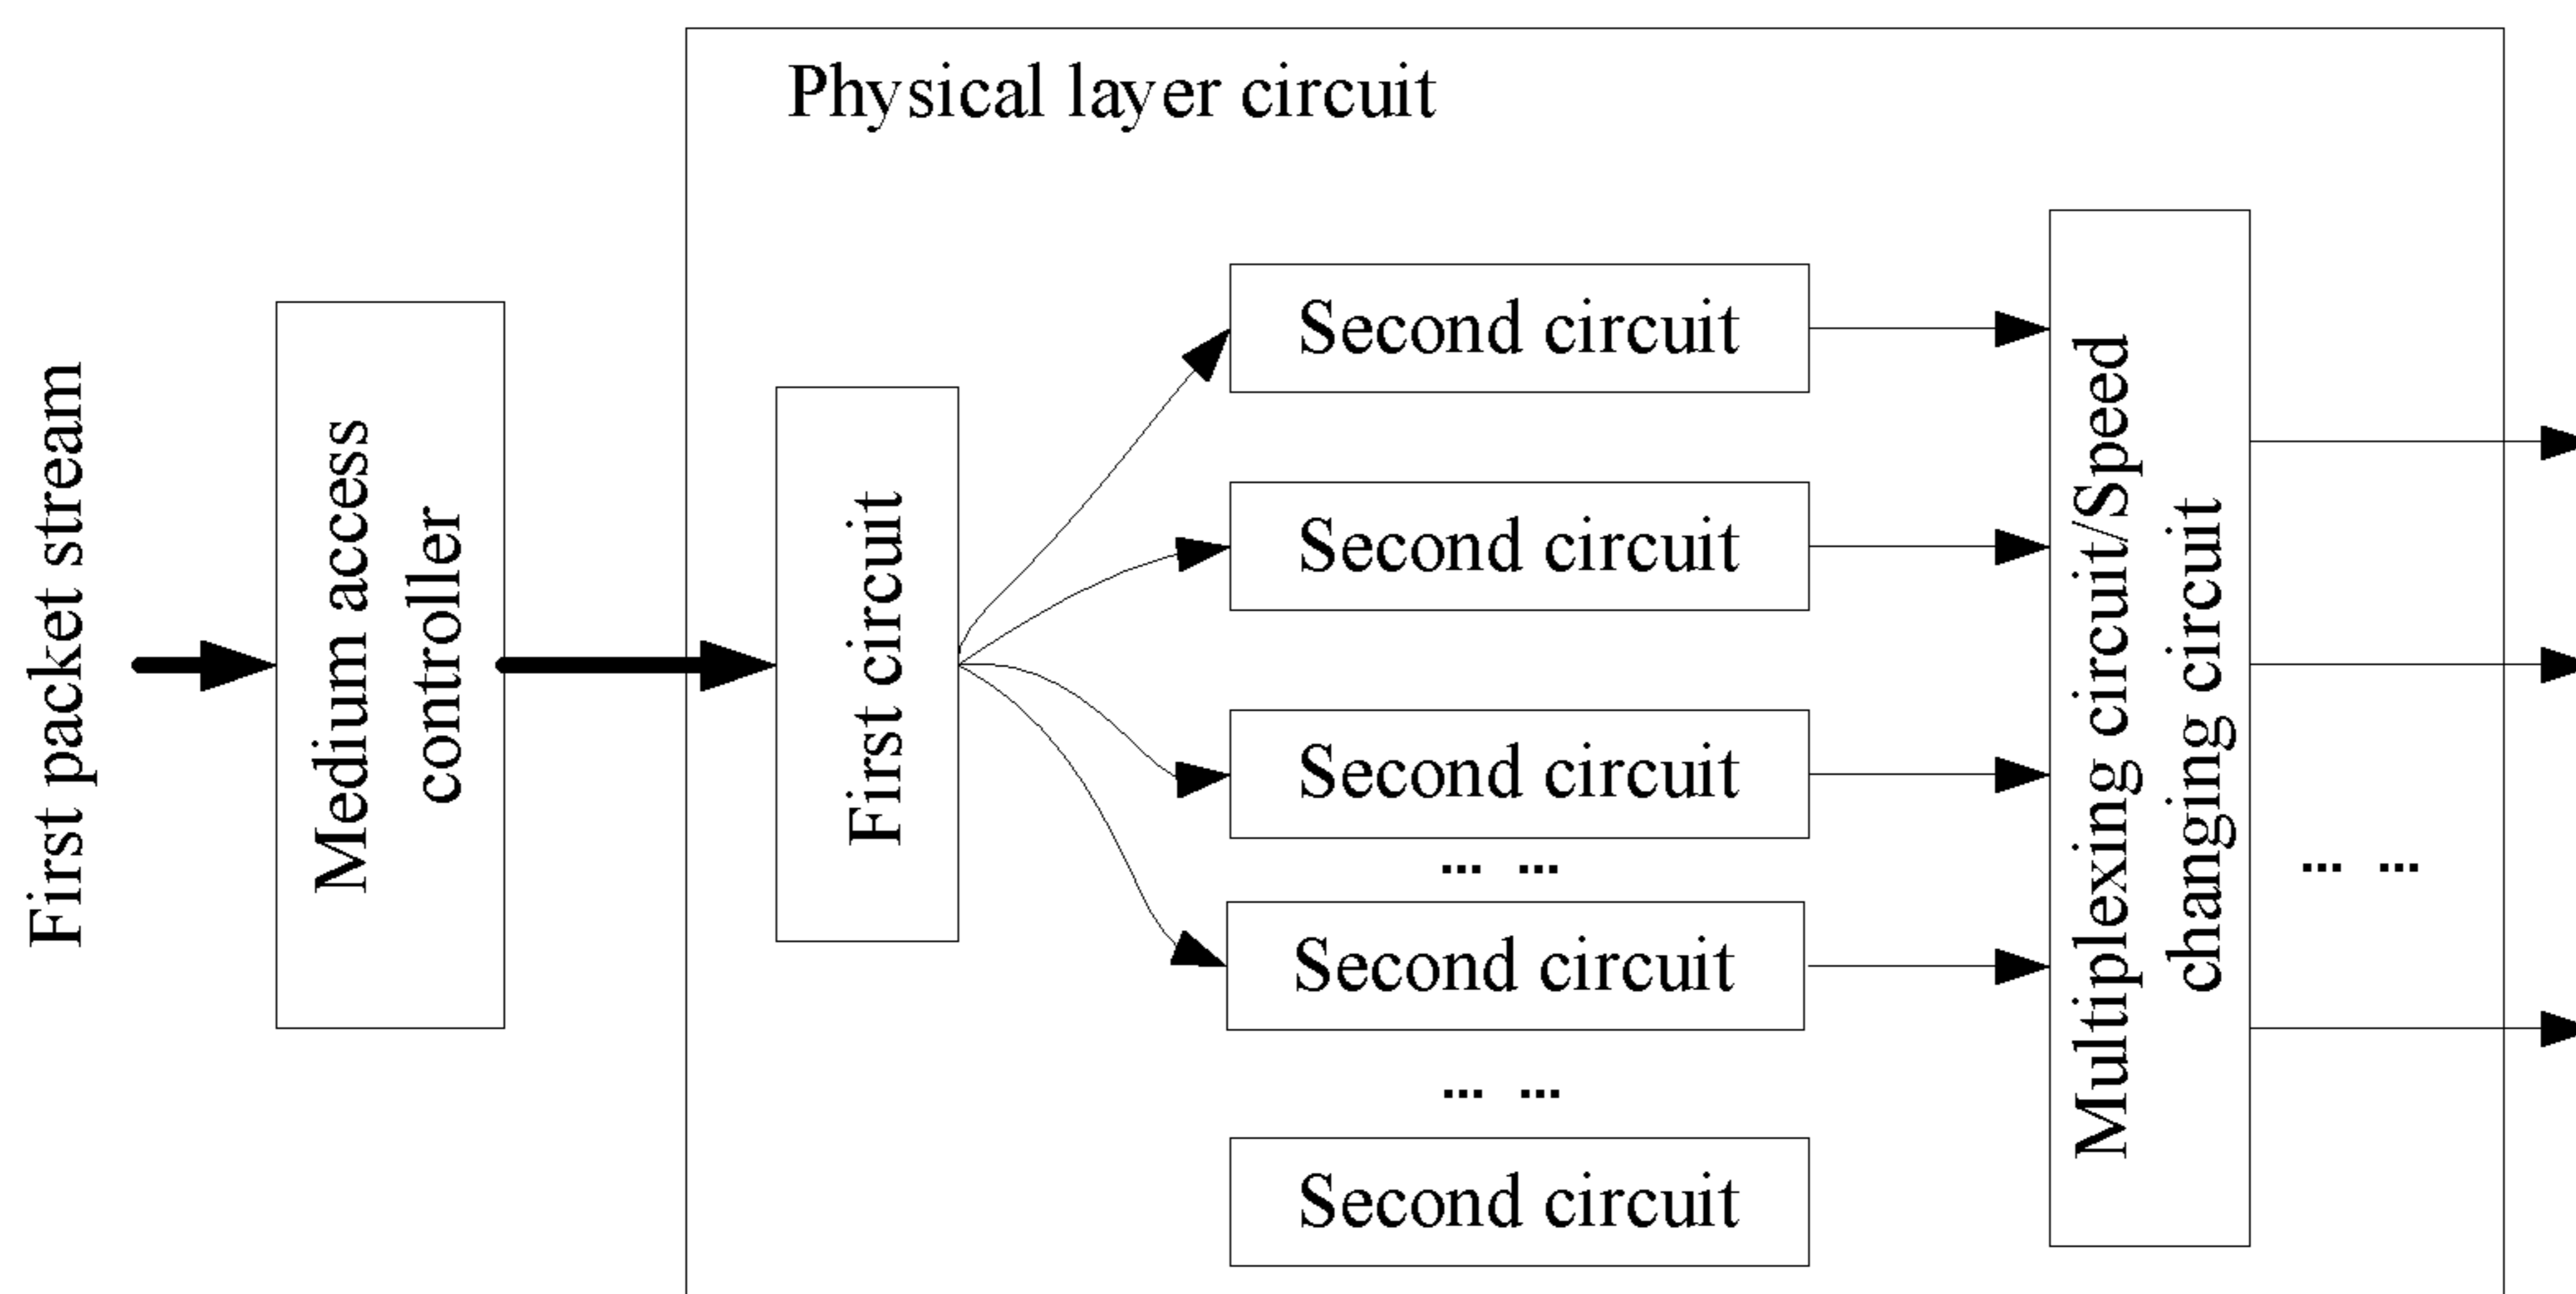 Physical layer circuit
First packet stream
Medium access
controller
First circuit
Second circuit
Second circuit
Second circuit
... ...
Second circuit
... ...
Second circuit
Multiplexing circuit/Speed
changing circuit
... ...